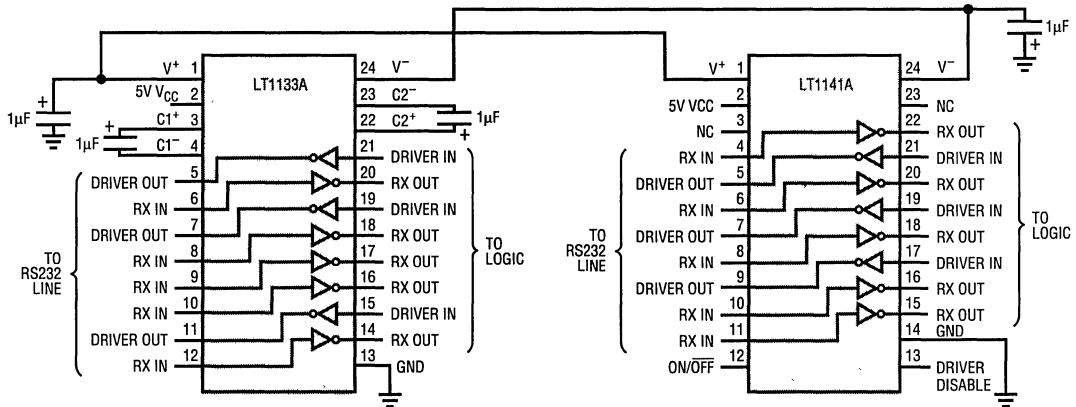 1µF
+
V+ 1 LT1133A 24 V−
5V VCC 2 23 C2−
C1+ 3 22 C2+
C1− 4
1µF
+
1µF
+
1µF
+
21 DRIVER IN
DRIVER OUT 5 20 RX OUT
RX IN 6 19 DRIVER IN
DRIVER OUT 7 18 RX OUT
RX IN 8 17 RX OUT
RX IN 9 16 RX OUT
RX IN 10 15 DRIVER IN
DRIVER OUT 11 14 RX OUT
RX IN 12 13 GND
TO
RS232
LINE
TO
LOGIC
V+ 1 LT1141A 24 V−
5V VCC 2 23 NC
NC 3 22 RX OUT
RX IN 4 21 DRIVER IN
DRIVER OUT 5 20 RX OUT
RX IN 6 19 DRIVER IN
DRIVER OUT 7 18 RX OUT
RX IN 8 17 DRIVER IN
DRIVER OUT 9 16 RX OUT
RX IN 10 15 RX OUT
RX IN 11 14 GND
ON/O̅F̅F̅ 12 13 DRIVER
DISABLE
TO
RS232
LINE
TO
LOGIC
1µF
+